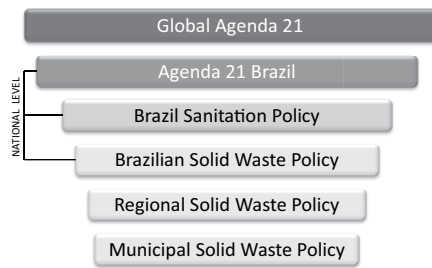 Global Agenda 21
Agenda 21 Brazil
NATIONAL LEVEL
Brazil Sanitation Policy
Brazilian Solid Waste Policy
Regional Solid Waste Policy
Municipal Solid Waste Policy